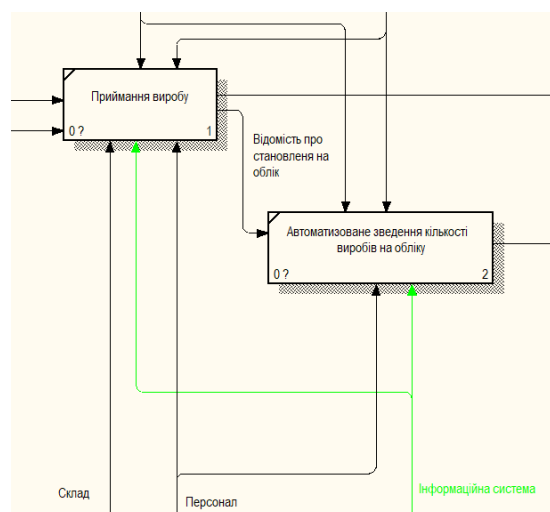 Приймання виробу
0 ?
1
Відомість про
становленя на
облік
Автоматизоване зведення кількості
виробів на обліку
0 ?
2
Склад
Персонал
Інформаційна система